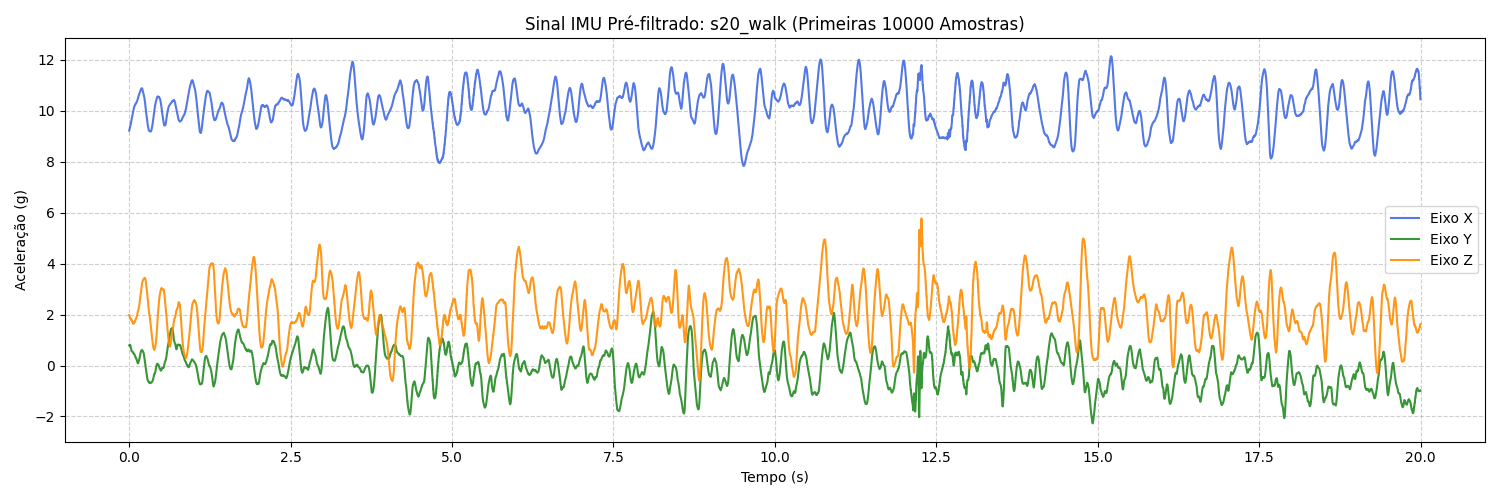 Sinal IMU Pré-filtrado: s20_walk (Primeiras 10000 Amostras)
Aceleração (g)
12
10
8
6
4
2
0
−2
Eixo X
Eixo Y
Eixo Z
0.0 2.5 5.0 7.5 10.0 12.5 15.0 17.5 20.0
Tempo (s)